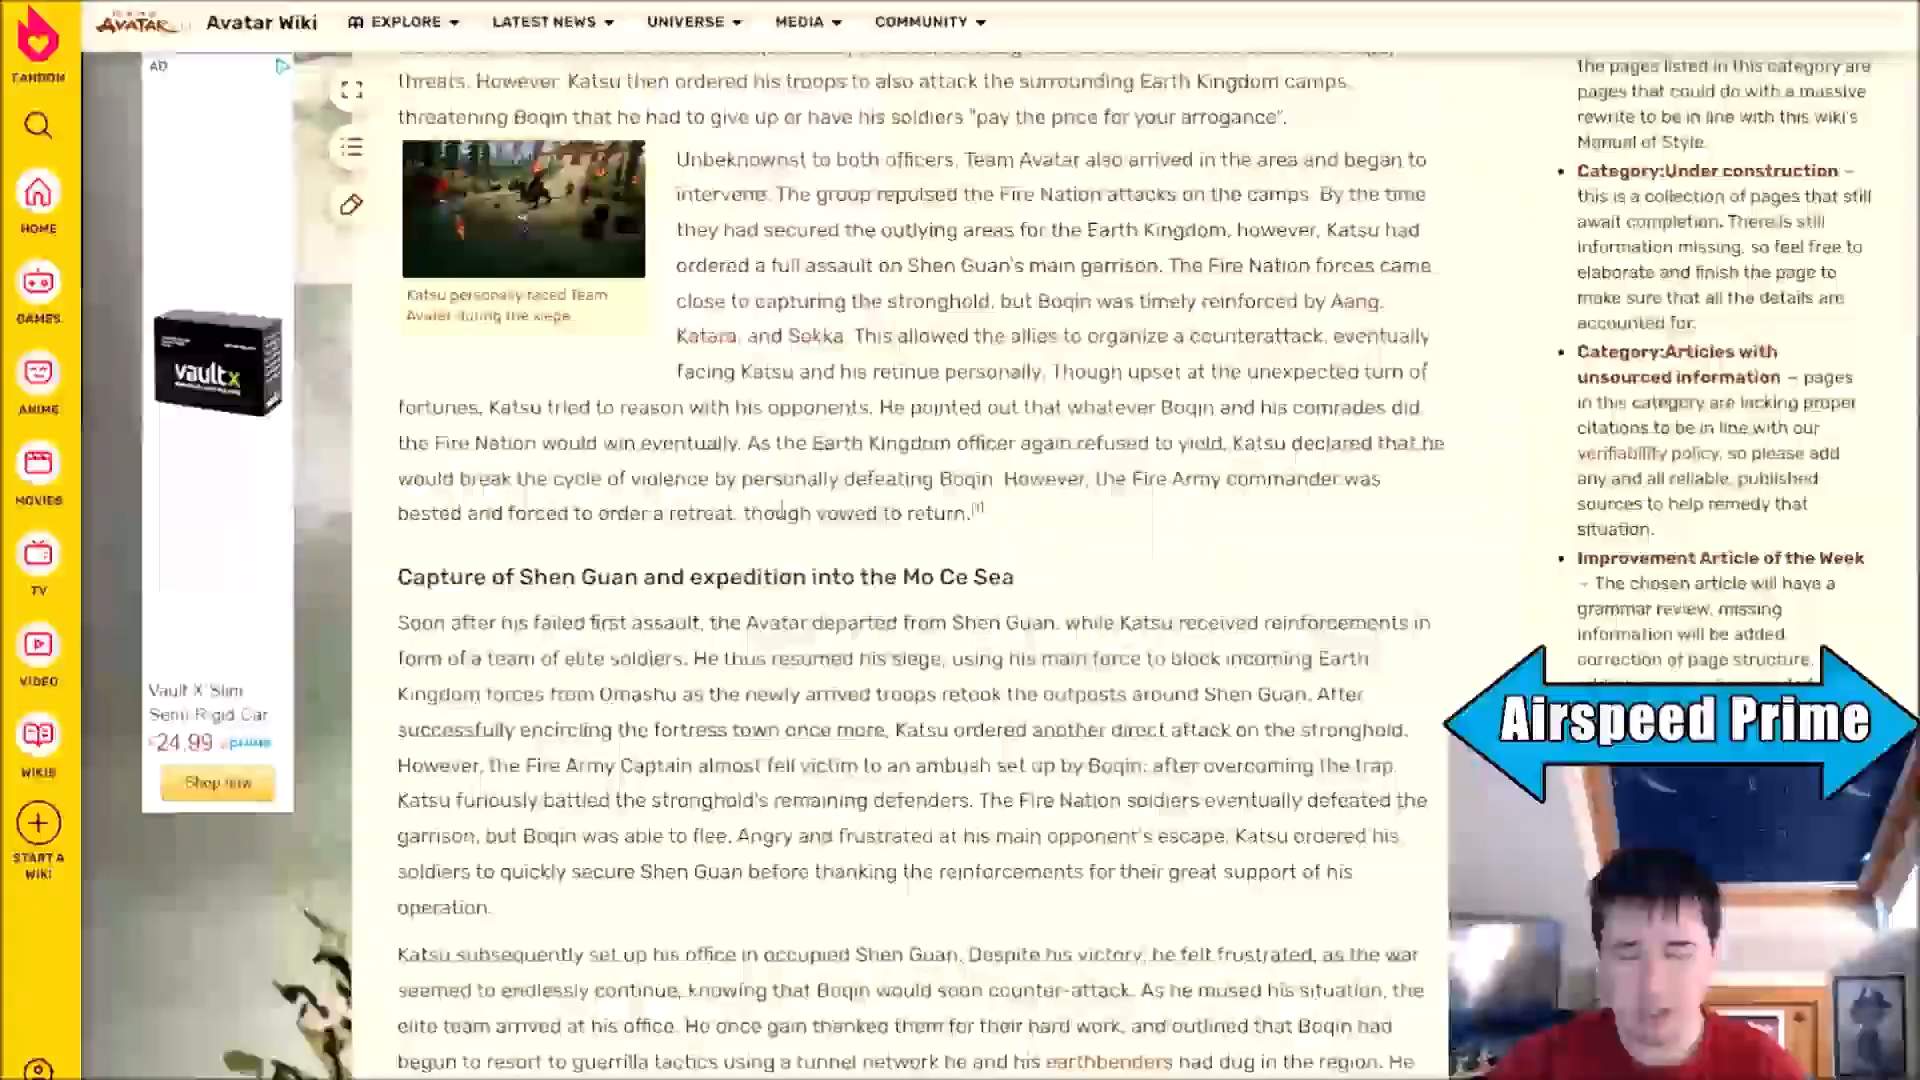 AVATAR
Avatar Wiki
EXPLORE
LATEST NEWS
UNIVERSE
MEDIA
COMMUNITY
FANDOM
HOME
GAMES
ANIME
MOVIES
TV
VIDEO
WIKIS
START A
WIKI
AD
vaultx
Vault X Slim
Semi Rigid Car
24.99 prime
Shop now
threats. However Katsu then ordered his troops to also attack the surrounding Earth Kingdom camps,
threatening Boqin that he had to give up or have his soldiers "pay the price for your arrogance".
Katsu personally faced Team
Avatar during the siege.
Unbeknownst to both officers, Team Avatar also arrived in the area and began to
intervene. The group repulsed the Fire Nation attacks on the camps. By the time
they had secured the outlying areas for the Earth Kingdom, however, Katsu had
ordered a full assault on Shen Guan's main garrison. The Fire Nation forces came
close to capturing the stronghold, but Boqin was timely reinforced by Aang,
Katara, and Sokka. This allowed the allies to organize a counterattack, eventually
facing Katsu and his retinue personally. Though upset at the unexpected turn of
fortunes, Katsu tried to reason with his opponents. He pointed out that whatever Boqin and his comrades did,
the Fire Nation would win eventually. As the Earth Kingdom officer again refused to yield, Katsu declared that he
would break the cycle of violence by personally defeating Boqin. However, the Fire Army commander was
bested and forced to order a retreat, though vowed to return.[1]
Capture of Shen Guan and expedition into the Mo Ce Sea
Soon after his failed first assault, the Avatar departed from Shen Guan, while Katsu received reinforcements in
form of a team of elite soldiers. He thus resumed his siege, using his main force to block incoming Earth
Kingdom forces from Omashu as the newly arrived troops retook the outposts around Shen Guan. After
successfully encircling the fortress town once more, Katsu ordered another direct attack on the stronghold.
However, the Fire Army Captain almost fell victim to an ambush set up by Boqin; after overcoming the trap,
Katsu furiously battled the stronghold's remaining defenders. The Fire Nation soldiers eventually defeated the
garrison, but Boqin was able to flee. Angry and frustrated at his main opponent's escape, Katsu ordered his
soldiers to quickly secure Shen Guan before thanking the reinforcements for their great support of his
operation.
Katsu subsequently set up his office in occupied Shen Guan. Despite his victory, he felt frustrated, as the war
seemed to endlessly continue, knowing that Boqin would soon counter-attack. As he mused his situation, the
elite team arrived at his office. He once gain thanked them for their hard work, and outlined that Boqin had
begun to resort to guerrilla tactics using a tunnel network he and his earthbenders had dug in the region. He
the pages listed in this category are
pages that could do with a massive
rewrite to be in line with this wiki's
Manual of Style.
Category:Under construction –
this is a collection of pages that still
await completion. There is still
information missing, so feel free to
elaborate and finish the page to
make sure that all the details are
accounted for.
Category:Articles with
unsourced information – pages
in this category are lacking proper
citations to be in line with our
verifiability policy, so please add
any and all reliable, published
sources to help remedy that
situation.
Improvement Article of the Week
– The chosen article will have a
grammar review, missing
information will be added,
correction of page structure,
Airspeed Prime